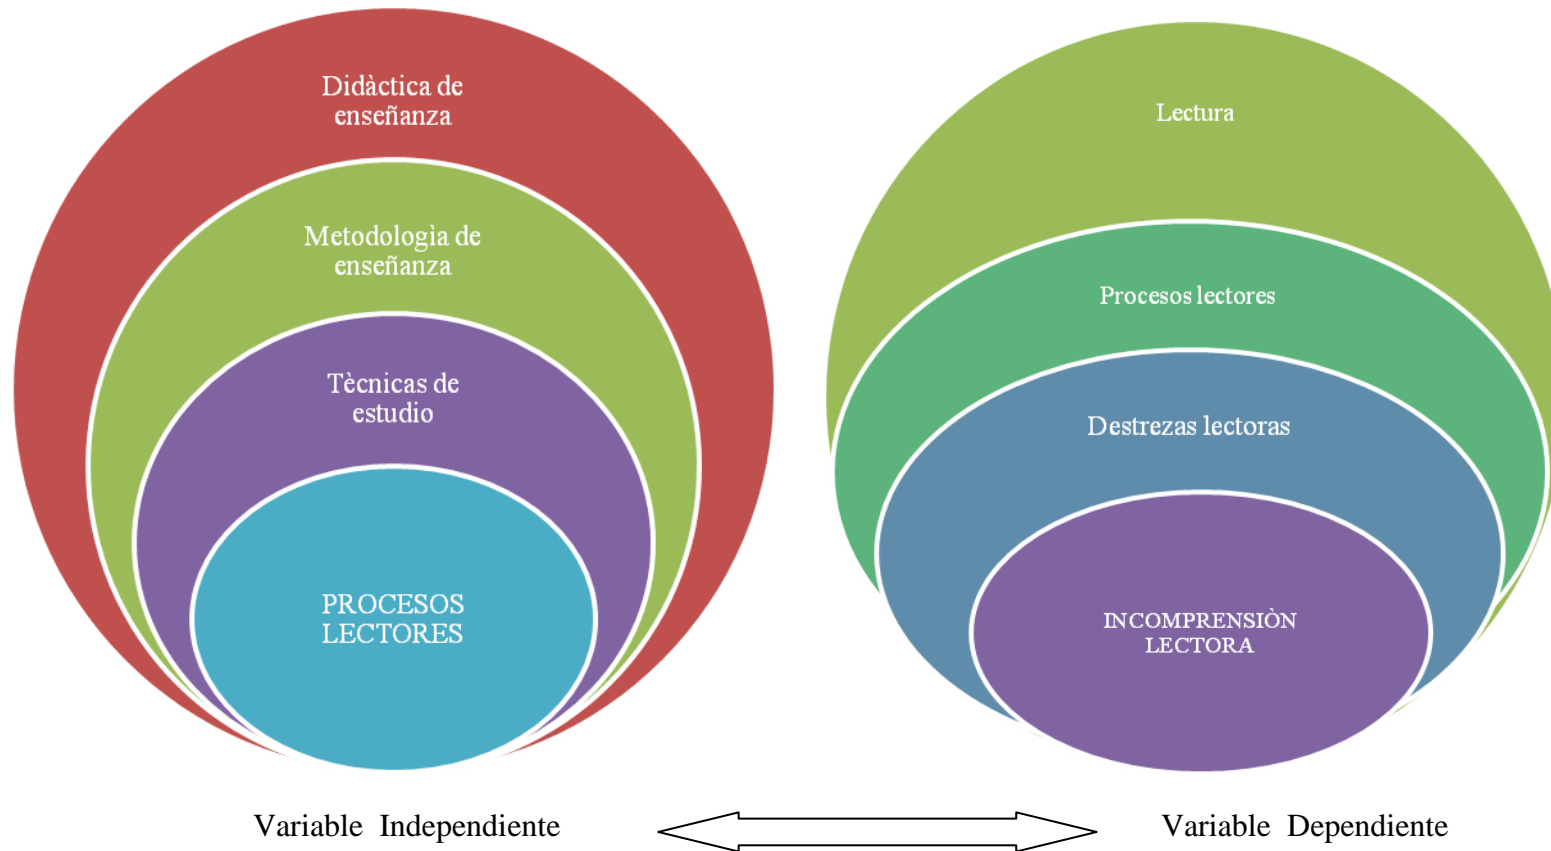 Didàctica de
enseñanza
Metodologìa de
enseñanza
Tècnicas de
estudio
PROCESOS
LECTORES
Lectura
Procesos lectores
Destrezas lectoras
INCOMPRENSIÒN
LECTORA
Variable Independiente
Variable Dependiente